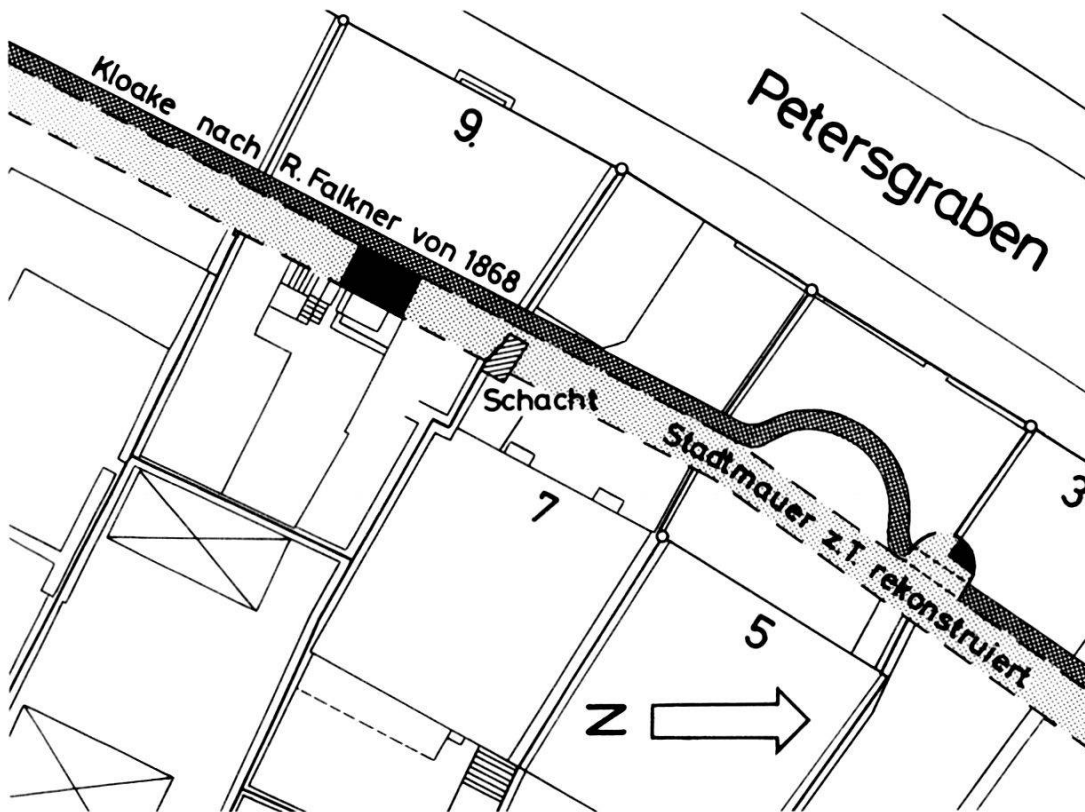 Petersgraben
9.
Kloake nach R. Falkner von 1868
Schacht
Stadtmauer z.T. rekonstruiert
3
7
5
N